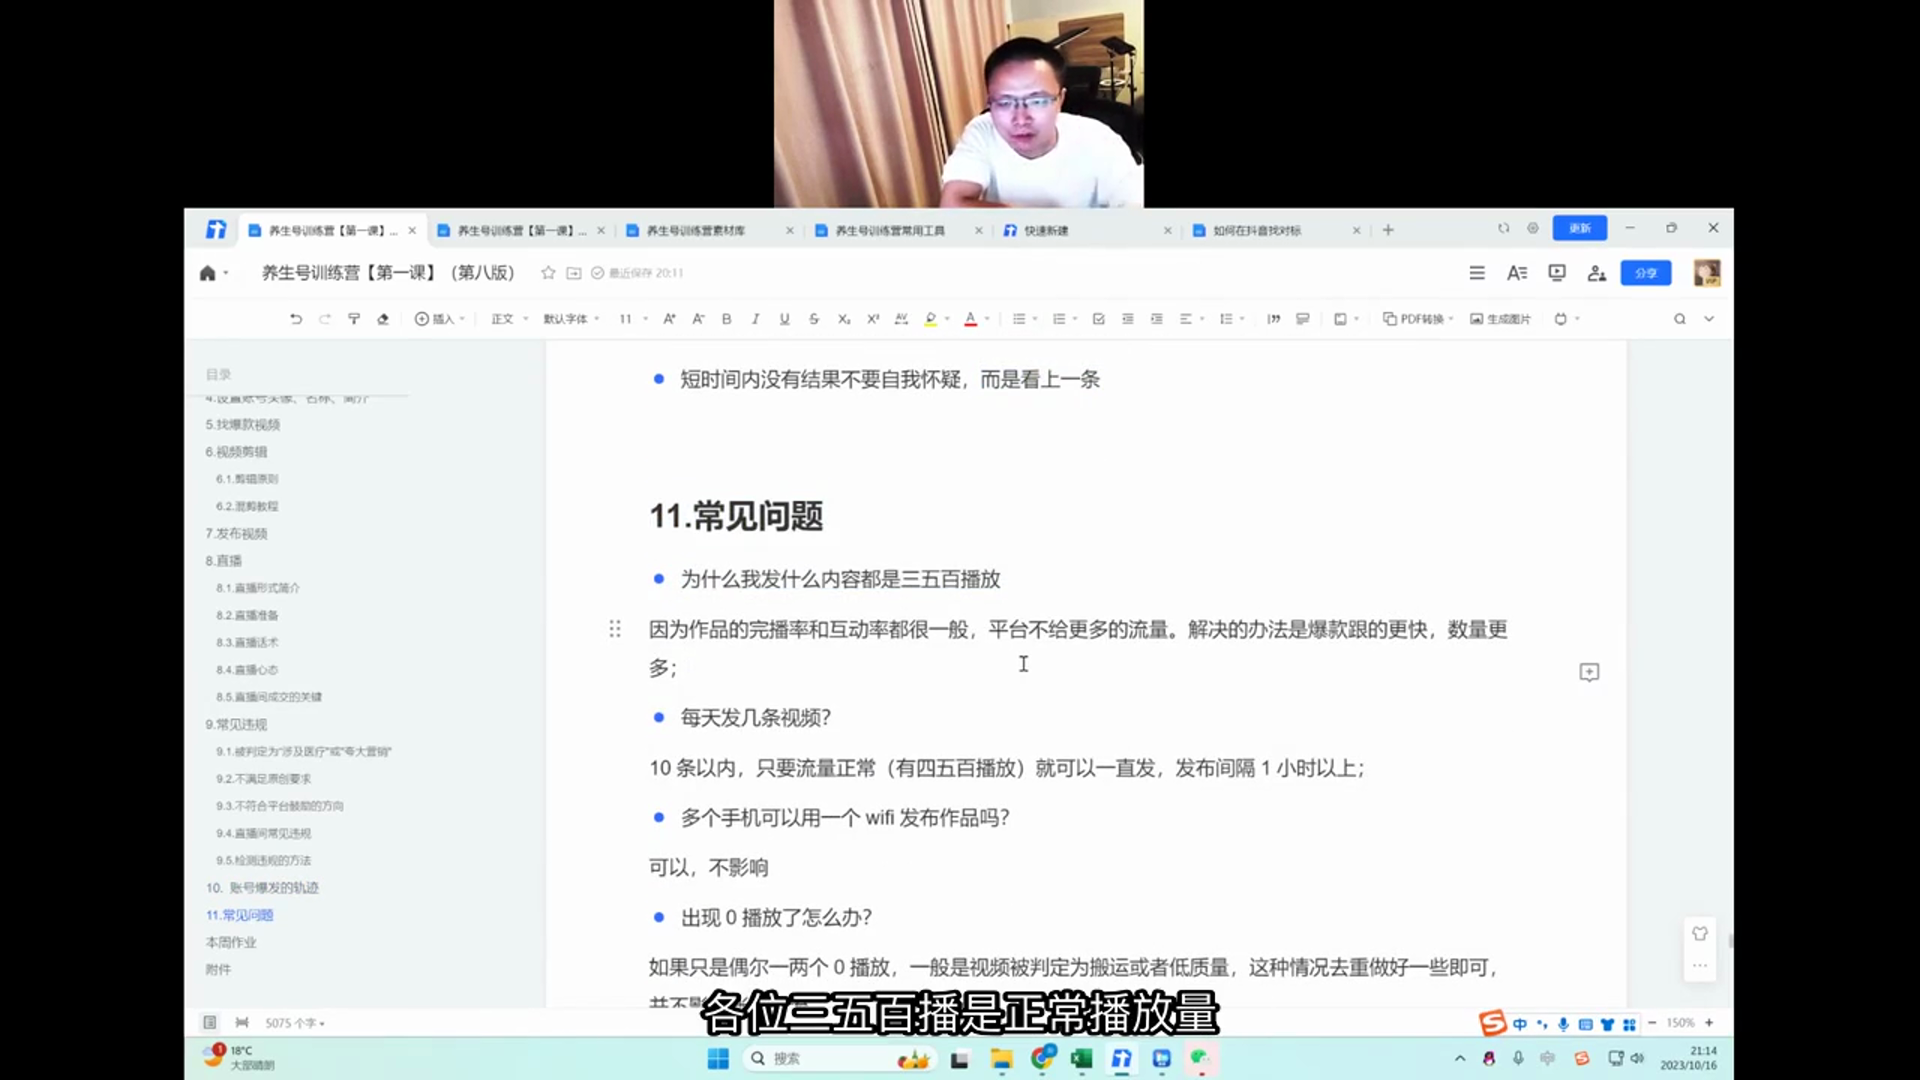 养生号训练营【第一课】...
养生号训练营【第一课】...
养生号训练营素材库
养生号训练营常用工具
快速新建
如何在抖音找对标
更新
养生号训练营【第一课】（第八版）
最近保存 20:11
分享
插入
正文
默认字体
11
PDF转换
生成图片
目录
4.设置账号头像、名称、简介
5.找爆款视频
6.视频剪辑
6.1.剪辑原则
6.2.混剪教程
7.发布视频
8.直播
8.1.直播形式简介
8.2.直播准备
8.3.直播话术
8.4.直播心态
8.5.直播间成交的关键
9.常见违规
9.1.被判定为“涉及医疗”或“夸大营销”
9.2.不满足原创要求
9.3.不符合平台鼓励的方向
9.4.直播间常见违规
9.5.检测违规的方法
10. 账号爆发的轨迹
11.常见问题
本周作业
附件
短时间内没有结果不要自我怀疑，而是看上一条
11.常见问题
为什么我发什么内容都是三五百播放
因为作品的完播率和互动率都很一般，平台不给更多的流量。解决的办法是爆款跟的更快，数量更
多；
每天发几条视频？
10 条以内，只要流量正常（有四五百播放）就可以一直发，发布间隔 1 小时以上；
多个手机可以用一个 wifi 发布作品吗？
可以，不影响
出现 0 播放了怎么办？
如果只是偶尔一两个 0 播放，一般是视频被判定为搬运或者低质量，这种情况去重做好一些即可，
并不影
各位三五百播是正常播放量
5075 个字
中
150%
1
18°C
大部晴朗
搜索
21:14
2023/10/16